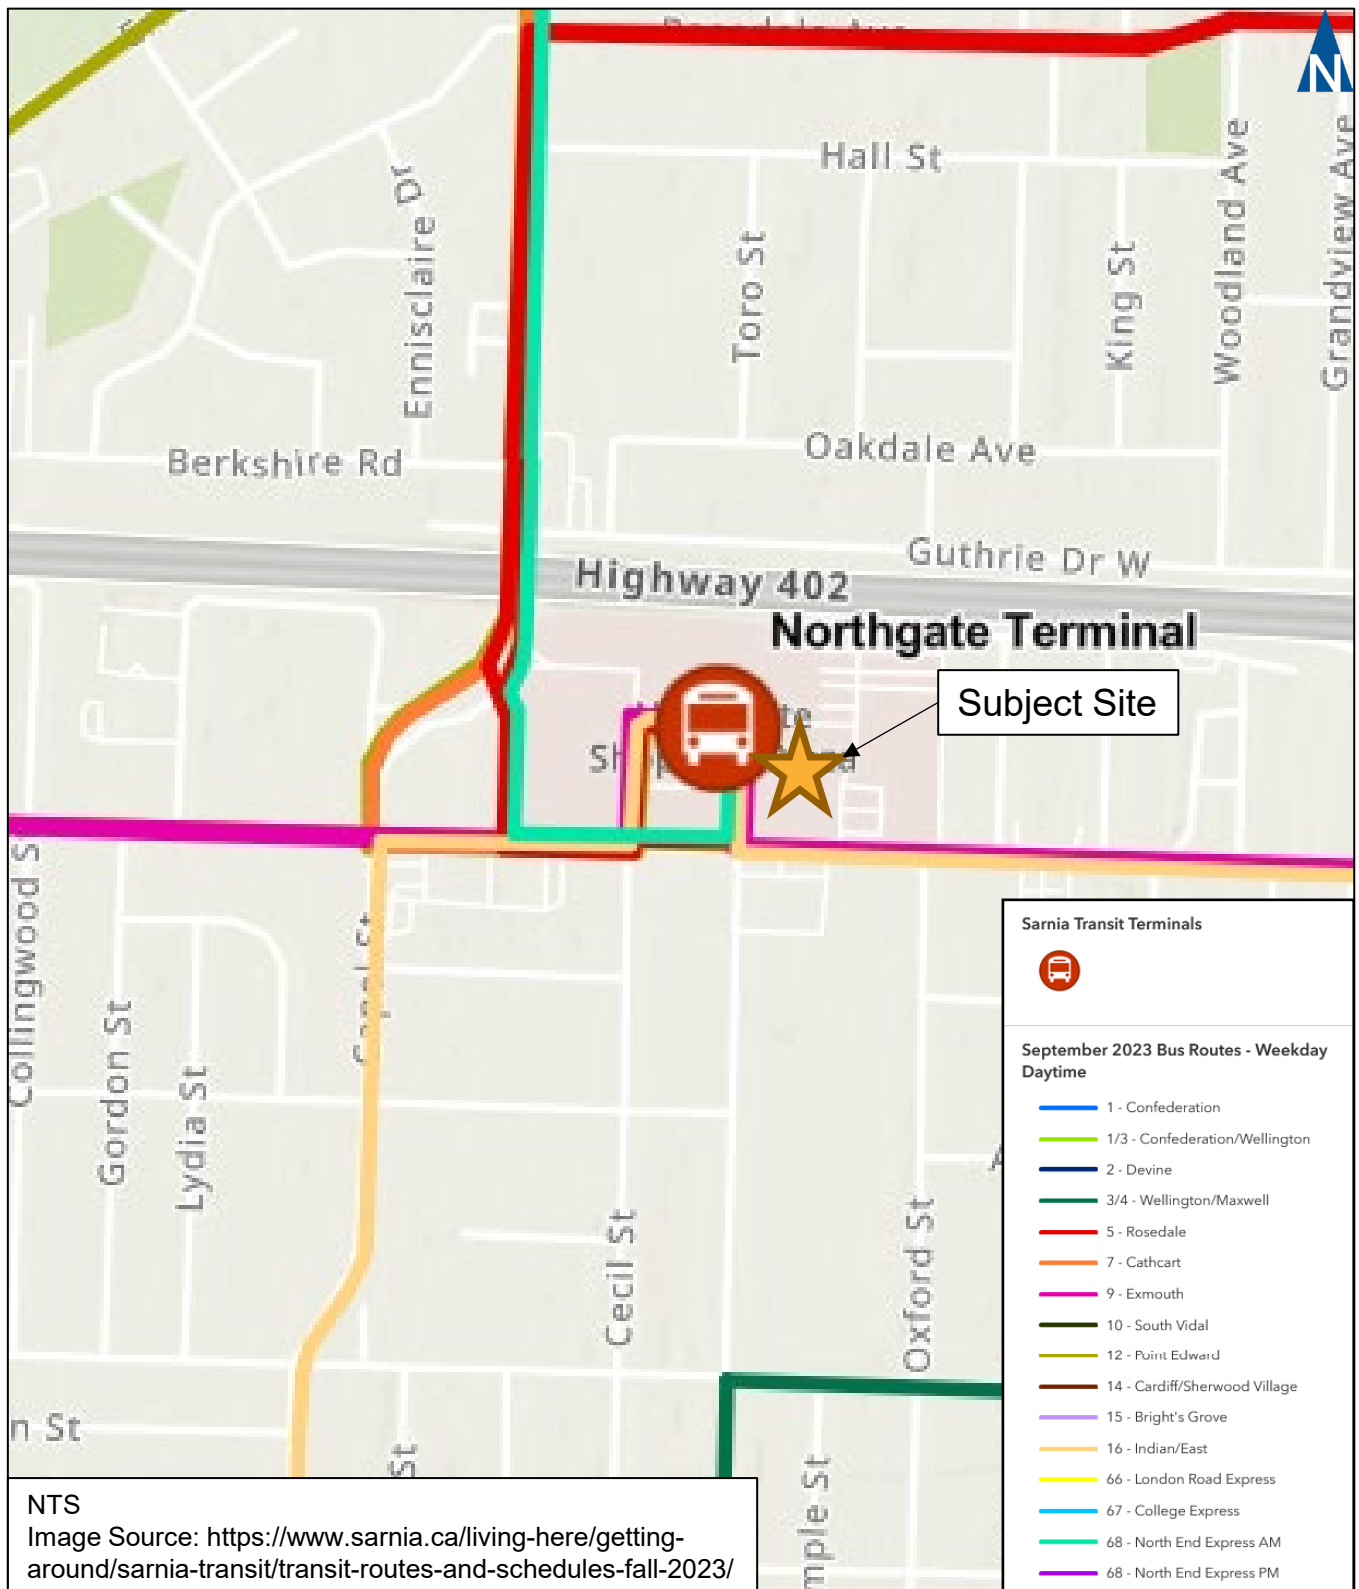 N
Hall St
Ennisclaire Dr
Toro St
King St
Woodland Ave
Grandview Ave
Berkshire Rd
Oakdale Ave
Guthrie Dr W
Highway 402
Northgate Terminal
Subject Site
Collingwood S
Gordon St
Lydia St
Capel St
Cecil St
Oxford St
n St
St
mple St
Sarnia Transit Terminals
September 2023 Bus Routes - Weekday
Daytime
1 - Confederation
1/3 - Confederation/Wellington
2 - Devine
3/4 - Wellington/Maxwell
5 - Rosedale
7 - Cathcart
9 - Exmouth
10 - South Vidal
12 - Point Edward
14 - Cardiff/Sherwood Village
15 - Bright's Grove
16 - Indian/East
66 - London Road Express
67 - College Express
68 - North End Express AM
68 - North End Express PM
NTS
Image Source: https://www.sarnia.ca/living-here/getting-
around/sarnia-transit/transit-routes-and-schedules-fall-2023/